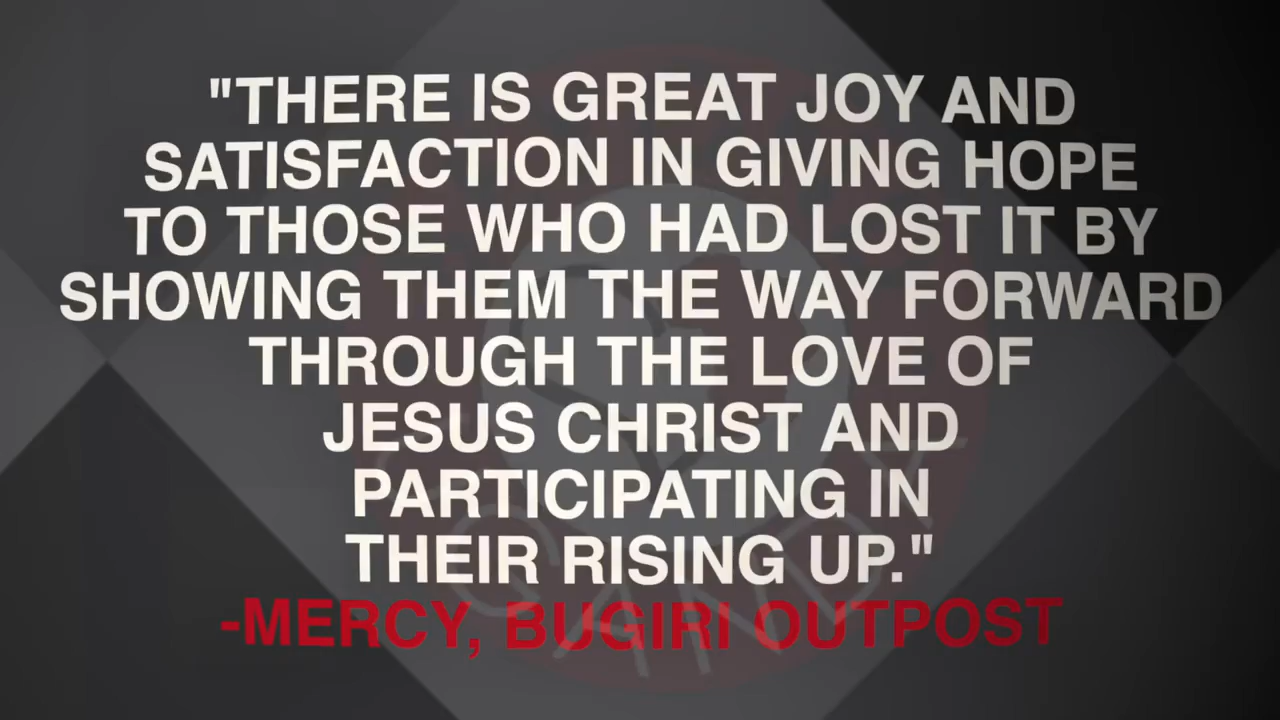 "THERE IS GREAT JOY AND
SATISFACTION IN GIVING HOPE
TO THOSE WHO HAD LOST IT BY
SHOWING THEM THE WAY FORWARD
THROUGH THE LOVE OF
JESUS CHRIST AND
PARTICIPATING IN
THEIR RISING UP."
-MERCY, BUGIRI OUTPOST